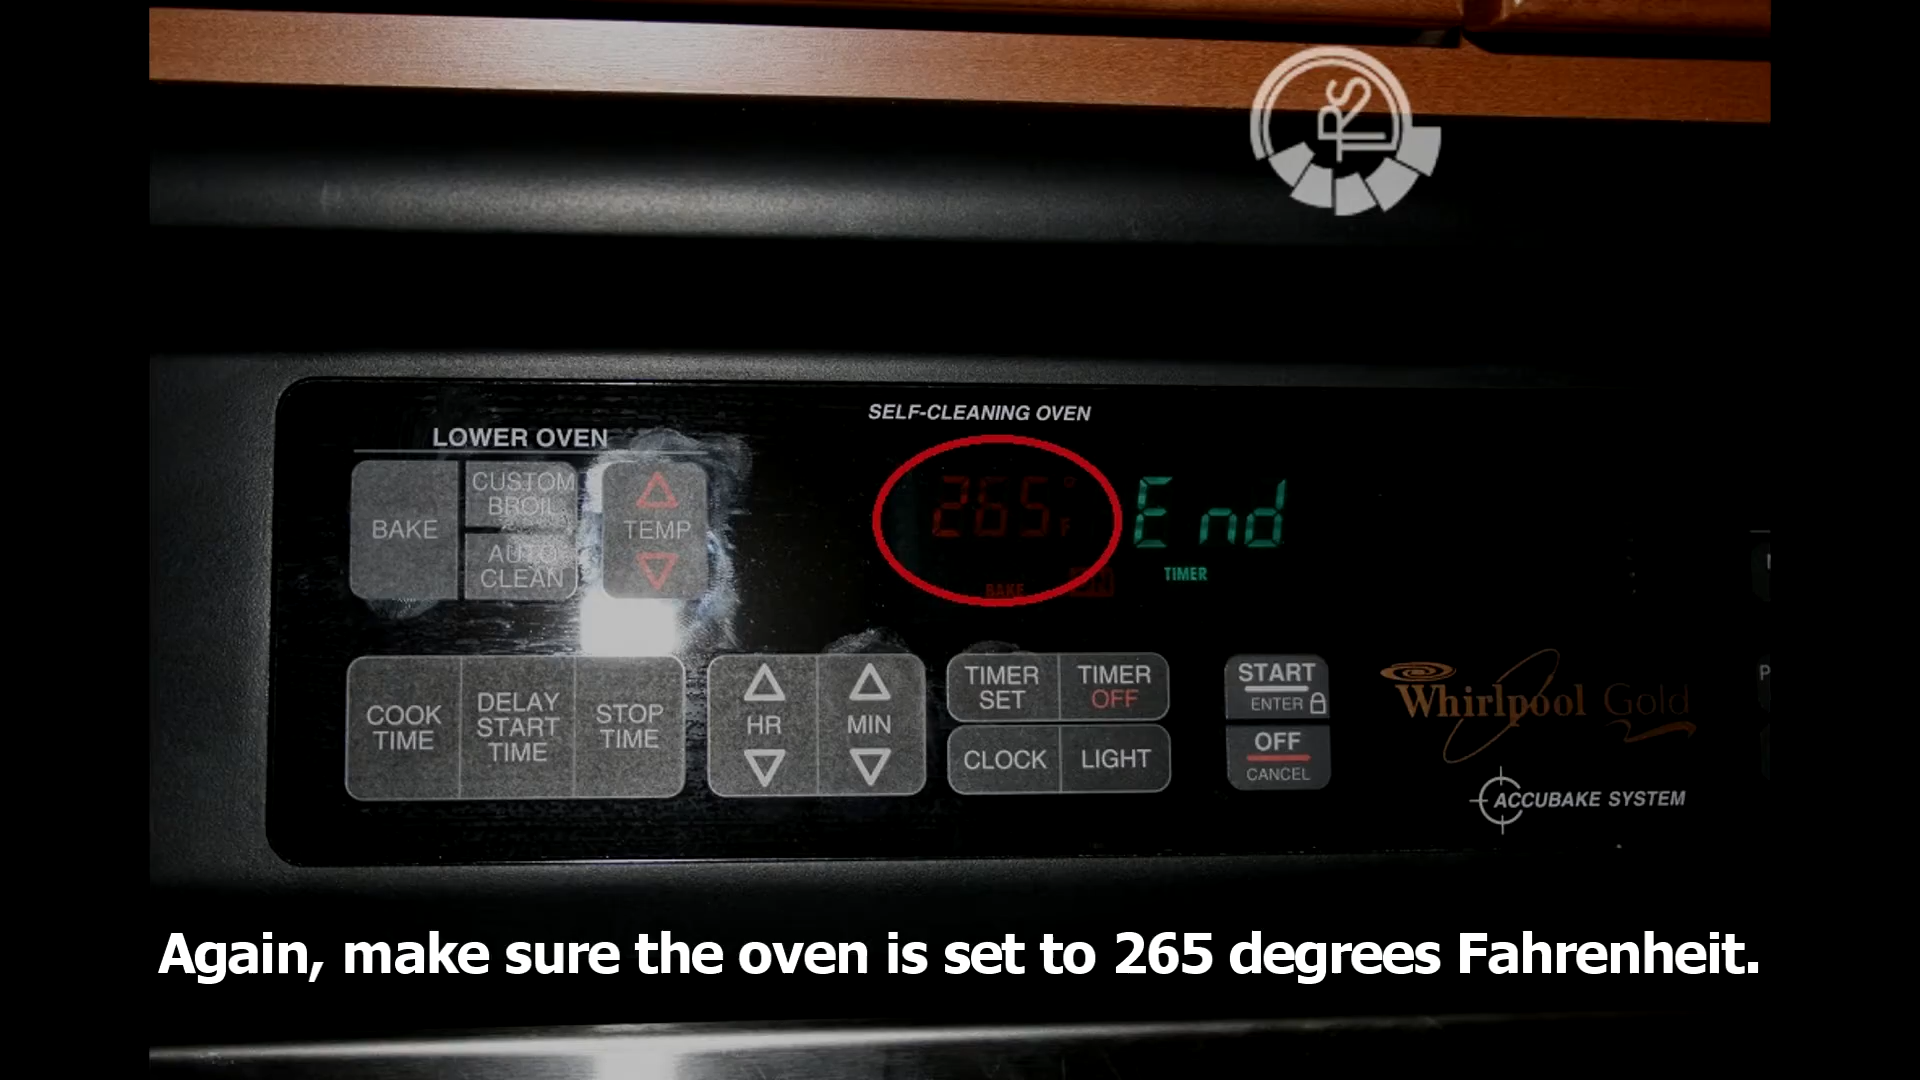 TRS
SELF-CLEANING OVEN
LOWER OVEN
BAKE
CUSTOM
BROIL
AUTO
CLEAN
TEMP
265°F
BAKE
ON
End
TIMER
COOK
TIME
DELAY
START
TIME
STOP
TIME
HR
MIN
TIMER
SET
TIMER
OFF
CLOCK
LIGHT
START
ENTER
OFF
CANCEL
Whirlpool Gold
ACCUBAKE SYSTEM
Again, make sure the oven is set to 265 degrees Fahrenheit.